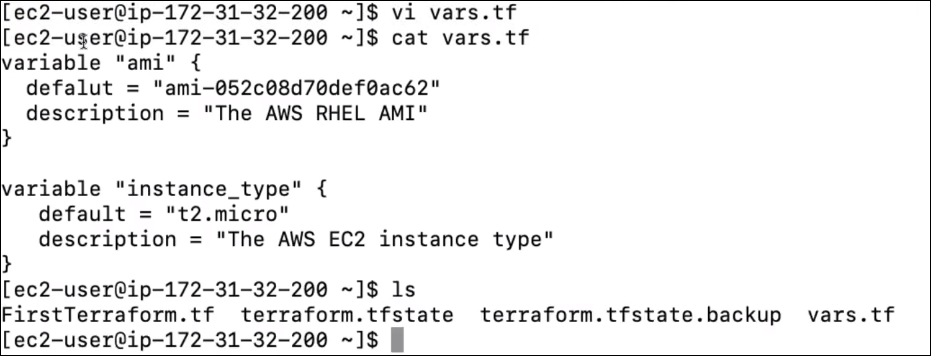 [ec2-user@ip-172-31-32-200 ~]$ vi vars.tf
[ec2-user@ip-172-31-32-200 ~]$ cat vars.tf
variable "ami" {
  defalut = "ami-052c08d70def0ac62"
  description = "The AWS RHEL AMI"
}

variable "instance_type" {
   default = "t2.micro"
   description = "The AWS EC2 instance type"
}
[ec2-user@ip-172-31-32-200 ~]$ ls
FirstTerraform.tf  terraform.tfstate  terraform.tfstate.backup  vars.tf
[ec2-user@ip-172-31-32-200 ~]$